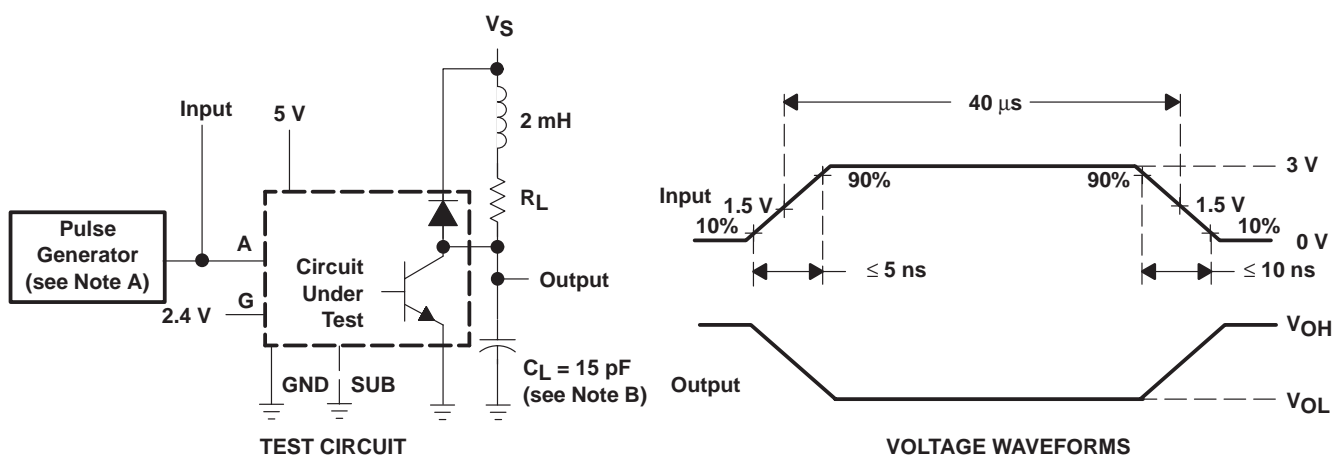 VS
2 mH
RL
Input
5 V
Pulse
Generator
(see Note A)
A
G
2.4 V
Circuit
Under
Test
Output
GND
SUB
CL = 15 pF
(see Note B)
TEST CIRCUIT
40 μs
3 V
90%
90%
Input
1.5 V
1.5 V
10%
10%
0 V
≤ 5 ns
≤ 10 ns
VOH
Output
VOL
VOLTAGE WAVEFORMS